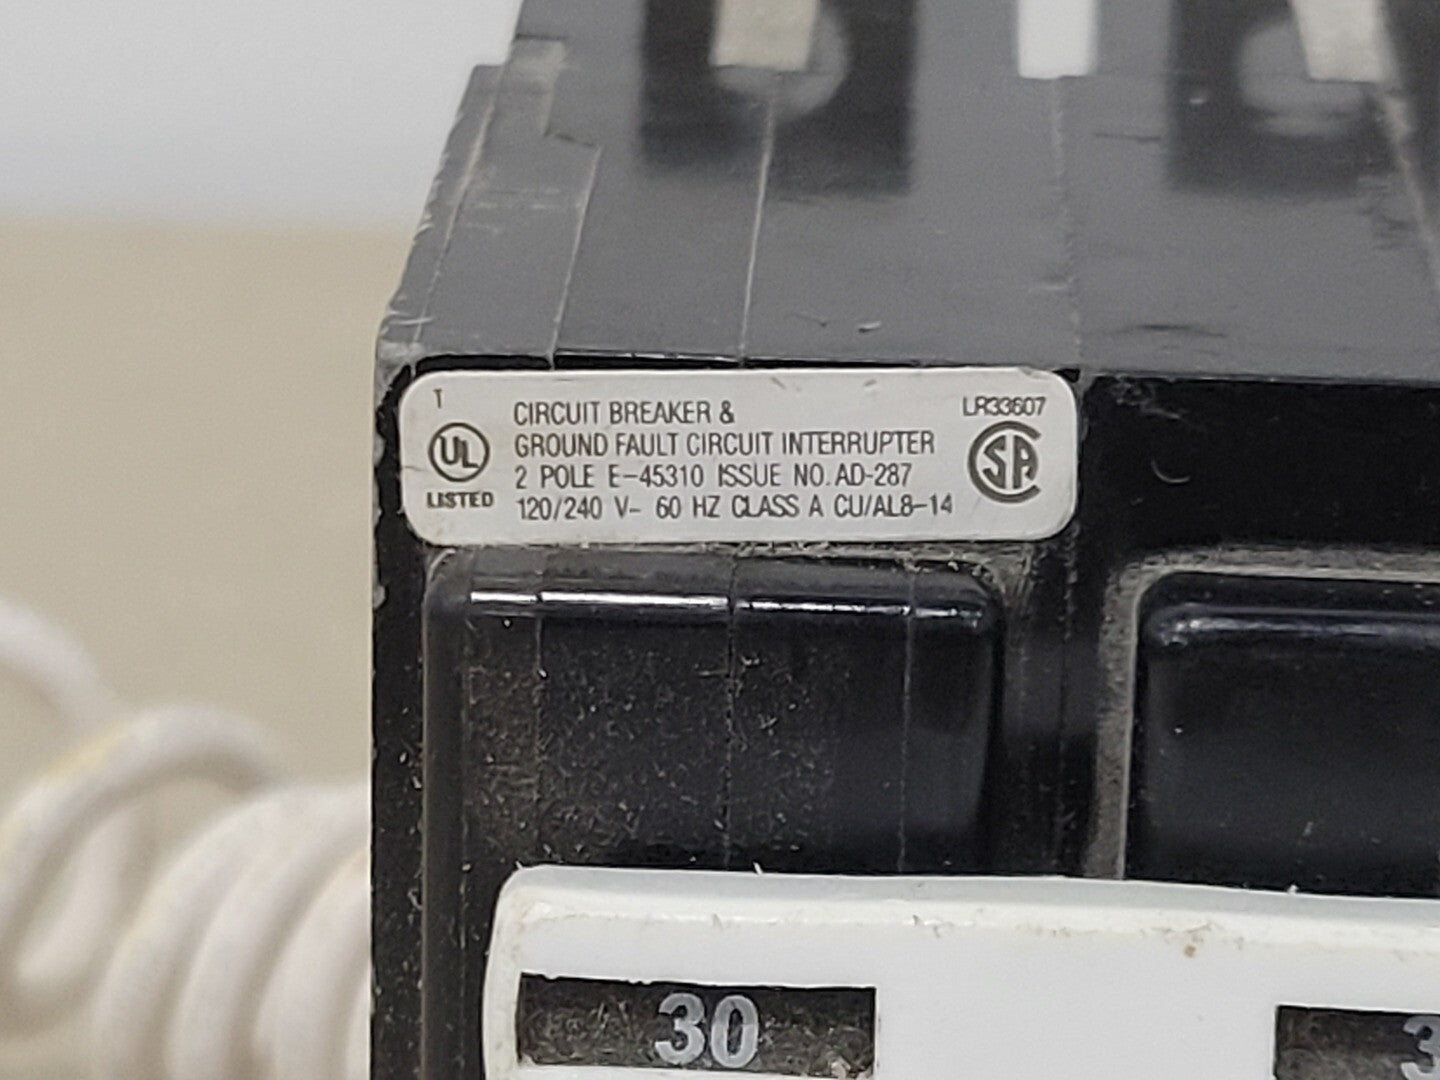 T
UL
LISTED
CIRCUIT BREAKER &
GROUND FAULT CIRCUIT INTERRUPTER
2 POLE E-45310 ISSUE NO. AD-287
120/240 V- 60 HZ CLASS A CU/AL8-14
LR33607
SA
30